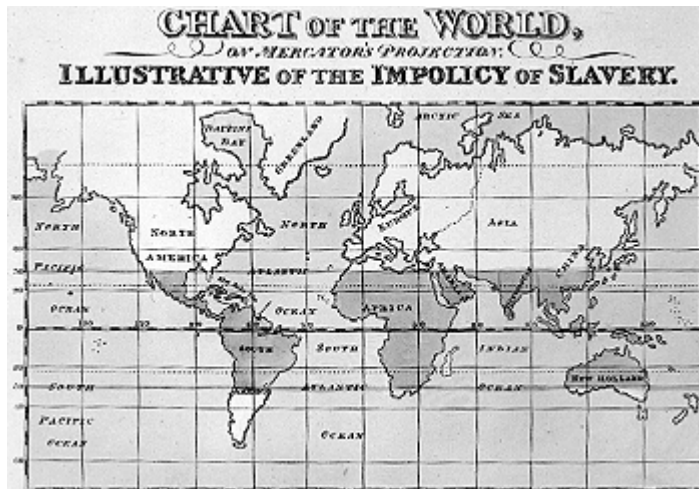 CHART OF THE WORLD,
ON MERCATOR'S PROJECTION.
ILLUSTRATIVE OF THE IMPOLICY OF SLAVERY.
ARCTIC SEA
BAFFINS
BAY
GREENLAND
NORTH
NORTH
NORTH
EUROPE
ASIA
AMERICA
PACIFIC
ATLANTIC
CHINA
OCEAN
OCEAN
AFRICA
SOUTH
SOUTH
INDIAN
NEW HOLLAND
SOUTH
ATLANTIC
OCEAN
PACIFIC
OCEAN
OCEAN